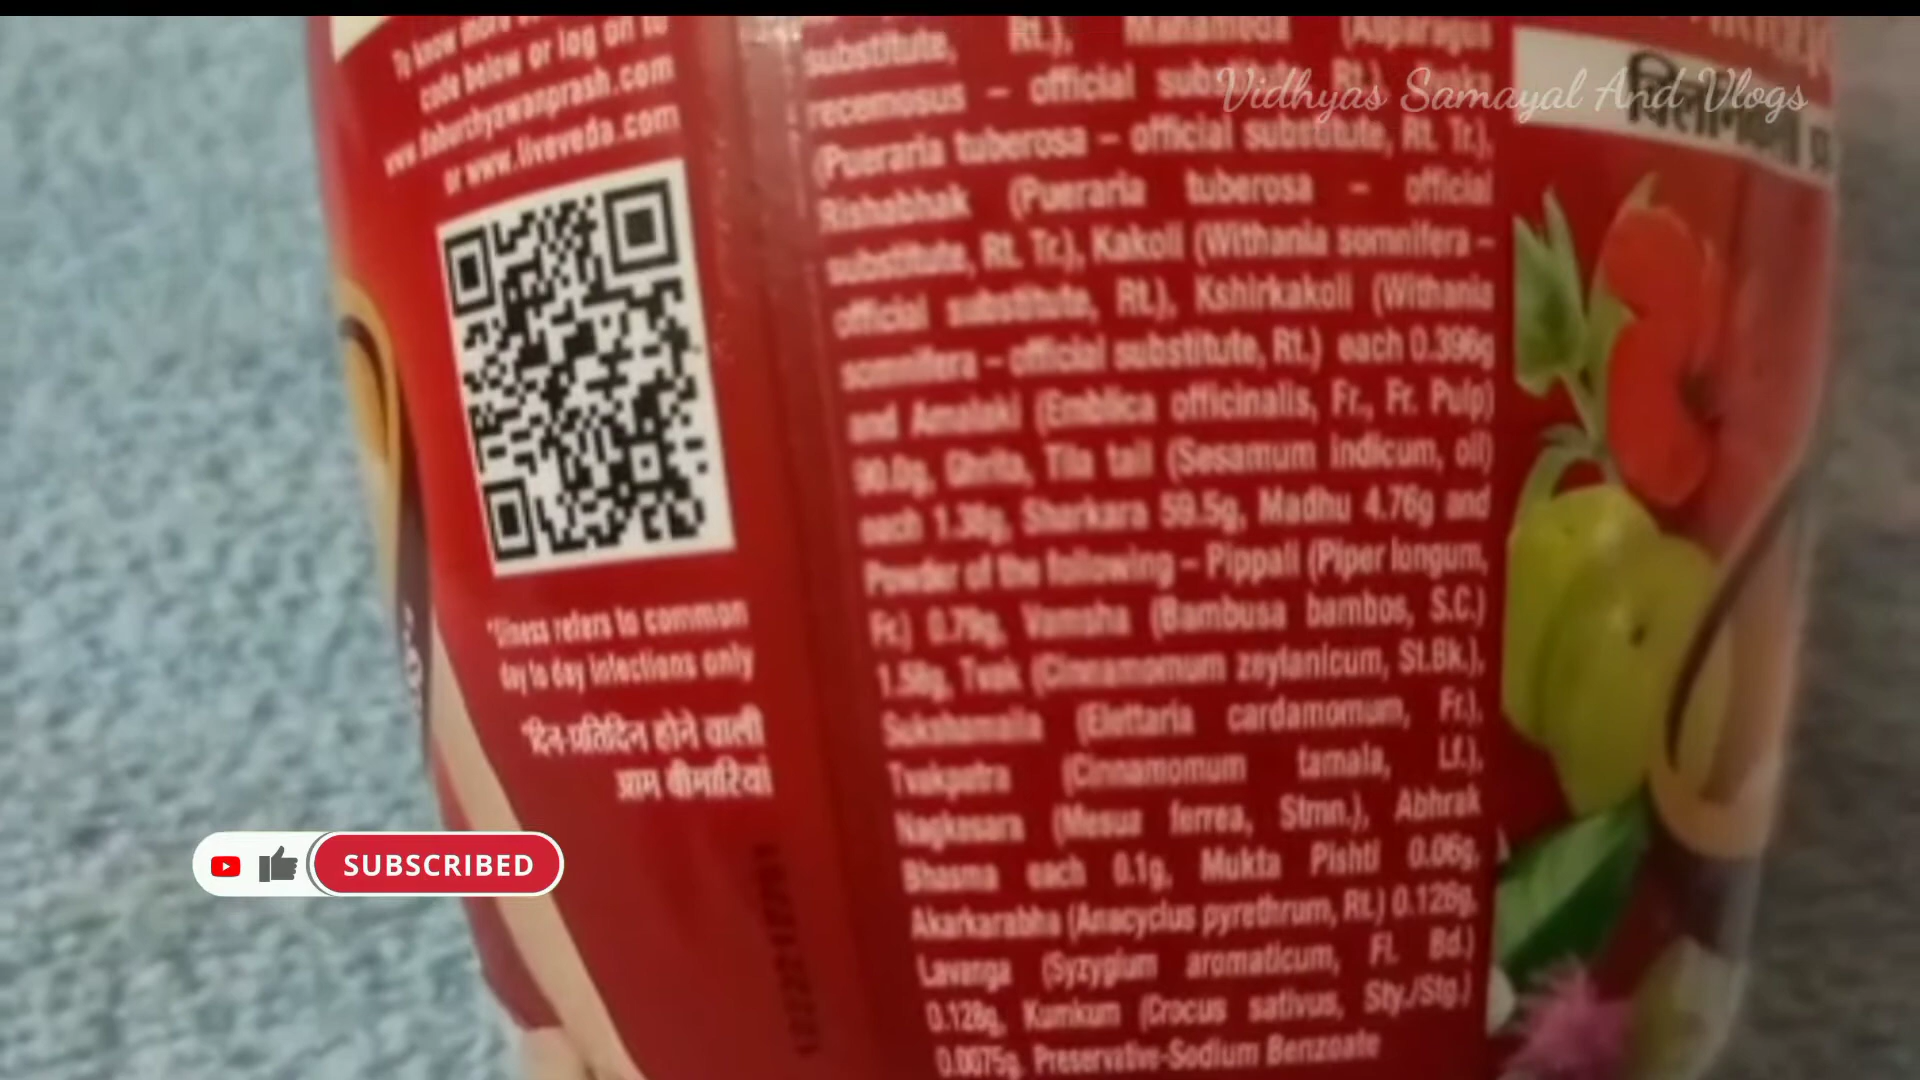 To know more
code below or log on to
www.daburchyawanprash.com
or www.liveveda.com
*Illness refers to common
day to day infections only
*दिन-प्रतिदिन होने वाली
आम बीमारियां
substitute, Rt.), Mahameda (Asparagus
recemosus – official substitute, Rt.),
(Pueraria tuberosa – official substitute, Rt. Tr.),
Rishabhak (Pueraria tuberosa – official
substitute, Rt. Tr.), Kakoli (Withania somnifera –
official substitute, Rt.), Kshirkakoli (Withania
somnifera – official substitute, Rt.) each 0.396g
and Amalaki (Emblica officinalis, Fr., Fr. Pulp)
90.0g, Ghrita, Tila tail (Sesamum indicum, oil)
each 1.38g, Sharkara 59.5g, Madhu 4.76g and
Powder of the following – Pippali (Piper longum,
Fr.) 0.79g, Vamsha (Bambusa bambos, S.C.)
1.58g, Tvak (Cinnamomum zeylanicum, St.Bk.),
Sukshamaila (Elettaria cardamomum, Fr.),
Tvakpatra (Cinnamomum tamala, Lf.),
Nagkesara (Mesua ferrea, Stmn.), Abhrak
Bhasma each 0.1g, Mukta Pishti 0.06g,
Akarkarabha (Anacyclus pyrethrum, Rt.) 0.128g,
Lavanga (Syzygium aromaticum, Fl. Bd.)
0.128g, Kumkum (Crocus sativus, Sty./Stg.)
0.0075g. Preservative-Sodium Benzoate
Vidhyas Samayal And Vlogs
SUBSCRIBED